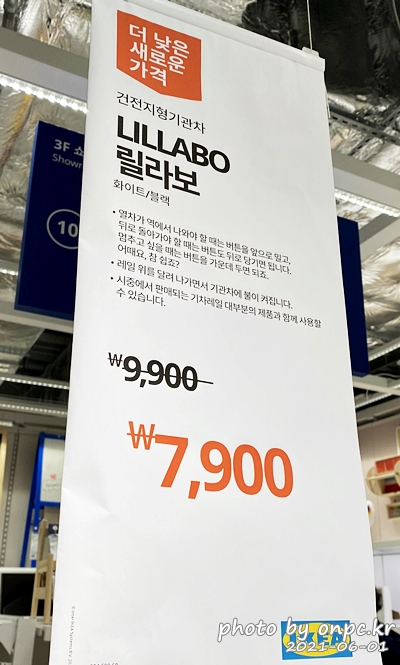 더 낮은
새로운
가격
건전지형기관차
LILLABO
릴라보
화이트/블랙
3F 쇼
Showr
10
• 열차가 역에서 나와야 할 때는 버튼을 앞으로 밀고,
뒤로 돌아가야 할 때는 버튼도 뒤로 당기면 됩니다.
멈추고 싶을 때는 버튼을 가운데 두면 되죠.
어때요, 참 쉽죠?
• 레일 위를 달려 나가면서 기관차에 불이 켜집니다.
• 시중에서 판매되는 기차레일 대부분의 제품과 함께 사용할
수 있습니다.
₩9,900
₩7,900
IKEA
photo by onpc.kr
2021-06-01